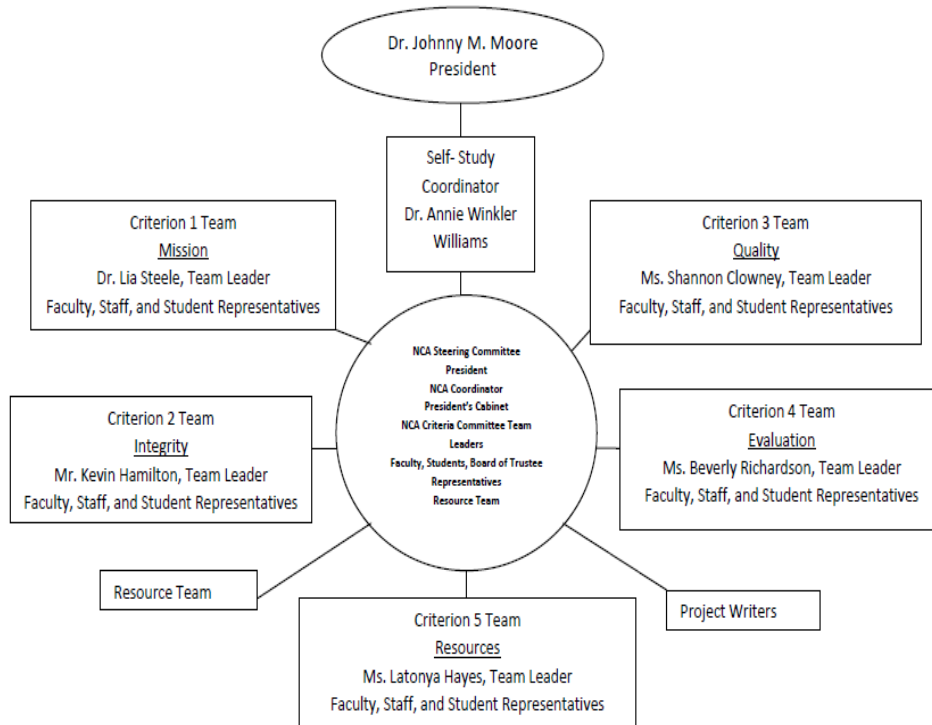 Dr. Johnny M. Moore
President
Self- Study
Coordinator
Dr. Annie Winkler
Williams
Criterion 1 Team
Mission
Dr. Lia Steele, Team Leader
Faculty, Staff, and Student Representatives
Criterion 3 Team
Quality
Ms. Shannon Clowney, Team Leader
Faculty, Staff, and Student Representatives
NCA Steering Committee
President
NCA Coordinator
President's Cabinet
NCA Criteria Committee Team
Leaders
Faculty, Students, Board of Trustee
Representatives
Resource Team
Criterion 2 Team
Integrity
Mr. Kevin Hamilton, Team Leader
Faculty, Staff, and Student Representatives
Criterion 4 Team
Evaluation
Ms. Beverly Richardson, Team Leader
Faculty, Staff, and Student Representatives
Resource Team
Criterion 5 Team
Resources
Ms. Latonya Hayes, Team Leader
Faculty, Staff, and Student Representatives
Project Writers